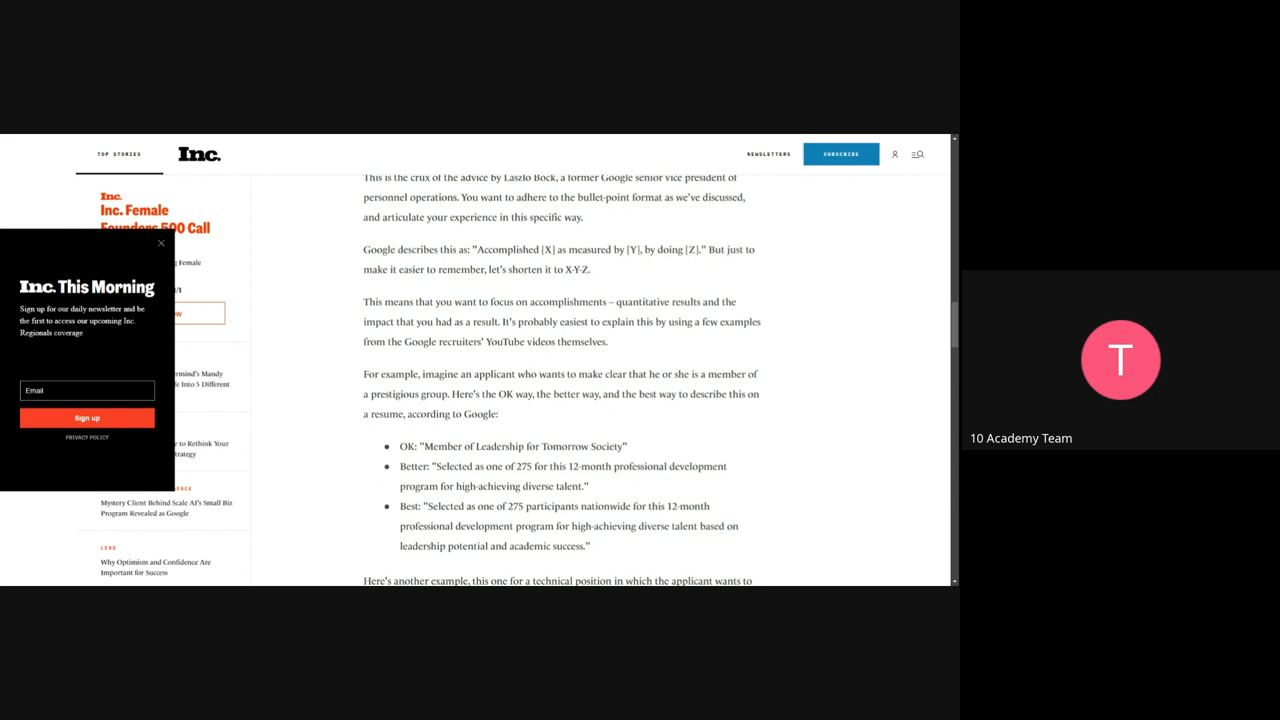 TOP STORIES
Inc.
NEWSLETTERS
SUBSCRIBE
Inc.
Inc. Female
Founders 500 Call
Female
Inc. This Morning
Sign up for our daily newsletter and be
the first to access our upcoming Inc.
Regionals coverage
Email
Sign up
PRIVACY POLICY
ermind's Mandy
fe Into 5 Different
e to Rethink Your
trategy
ENCE
Mystery Client Behind Scale AI's Small Biz
Program Revealed as Google
LEAD
Why Optimism and Confidence Are
Important for Success
This is the crux of the advice by Laszlo Bock, a former Google senior vice president of
personnel operations. You want to adhere to the bullet-point format as we've discussed,
and articulate your experience in this specific way.
Google describes this as: "Accomplished [X] as measured by [Y], by doing [Z]." But just to
make it easier to remember, let's shorten it to X-Y-Z.
This means that you want to focus on accomplishments – quantitative results and the
impact that you had as a result. It's probably easiest to explain this by using a few examples
from the Google recruiters' YouTube videos themselves.
For example, imagine an applicant who wants to make clear that he or she is a member of
a prestigious group. Here's the OK way, the better way, and the best way to describe this on
a resume, according to Google:
● OK: "Member of Leadership for Tomorrow Society"
● Better: "Selected as one of 275 for this 12-month professional development
program for high-achieving diverse talent."
● Best: "Selected as one of 275 participants nationwide for this 12-month
professional development program for high-achieving diverse talent based on
leadership potential and academic success."
Here's another example, this one for a technical position in which the applicant wants to
T
10 Academy Team